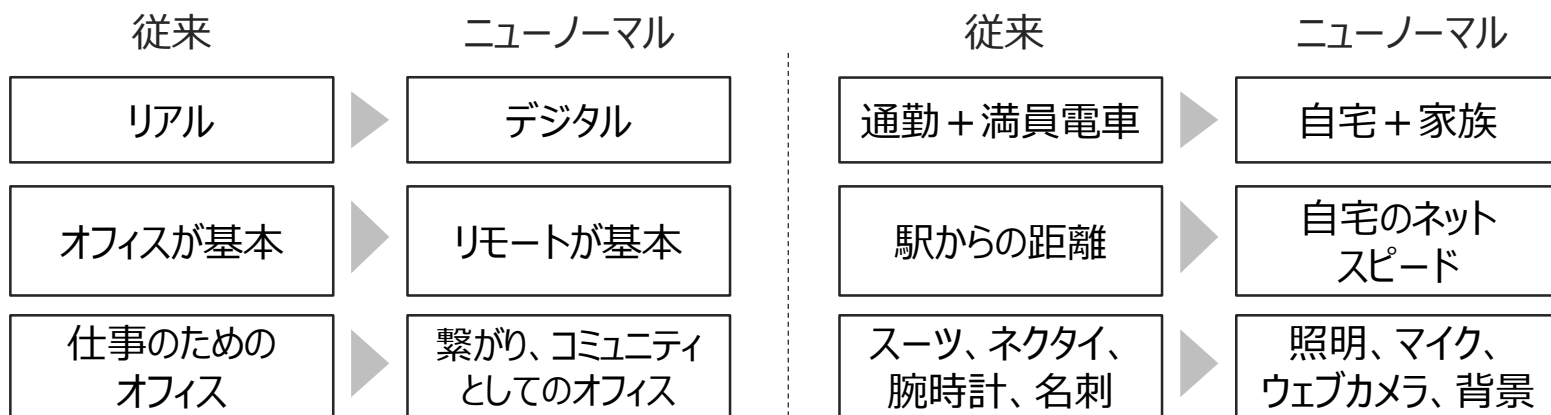 従来
ニューノーマル
リアル
デジタル
オフィスが基本
リモートが基本
仕事のための
オフィス
繋がり、コミュニティ
としてのオフィス
従来
ニューノーマル
通勤+満員電車
自宅+家族
駅からの距離
自宅のネット
スピード
スーツ、ネクタイ、
腕時計、名刺
照明、マイク、
ウェブカメラ、背景